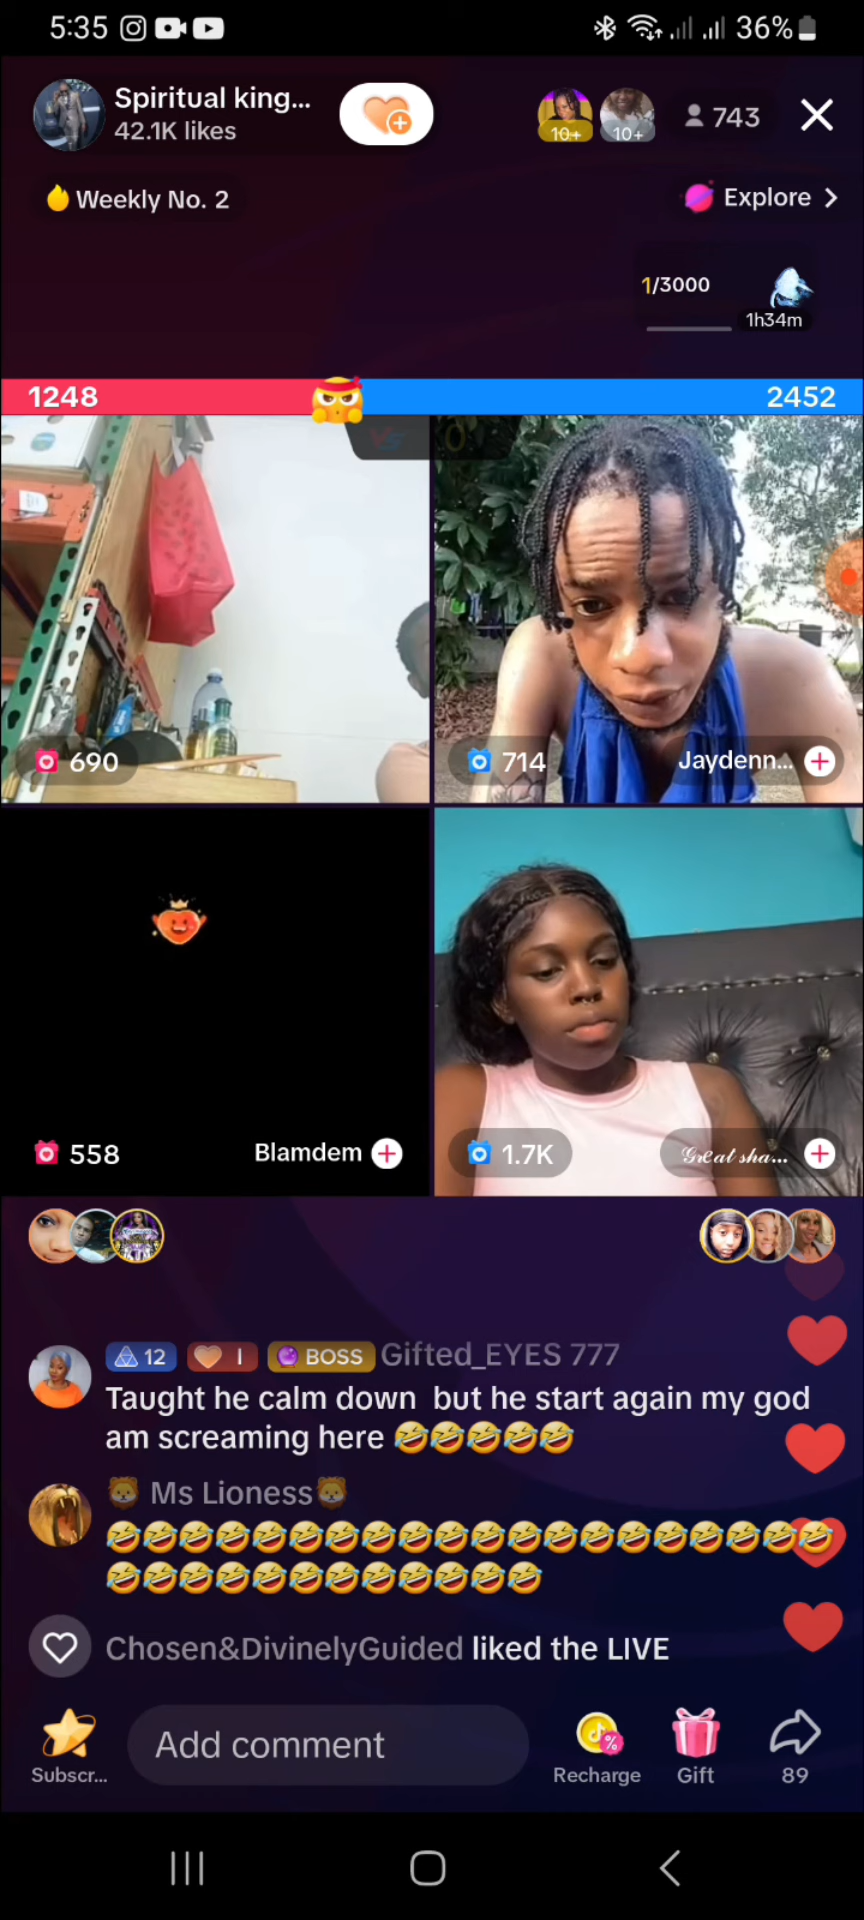 5:35
36%
Spiritual king...
42.1K likes
10+
10+
743
Weekly No. 2
Explore >
1/3000
1h34m
1248
2452
690
714
Jaydenn...
558
Blamdem
1.7K
𝒢𝓇𝑒𝒶𝓉 𝓈𝒽𝒶...
12
I
BOSS
Gifted_EYES 777
Taught he calm down but he start again my god
am screaming here 🤣🤣🤣🤣🤣
🦁 Ms Lioness🦁
🤣🤣🤣🤣🤣🤣🤣🤣🤣🤣🤣🤣🤣🤣🤣🤣🤣🤣🤣🤣
🤣🤣🤣🤣🤣🤣🤣🤣🤣🤣🤣🤣
Chosen&DivinelyGuided liked the LIVE
Add comment
Subscr...
Recharge
Gift
89